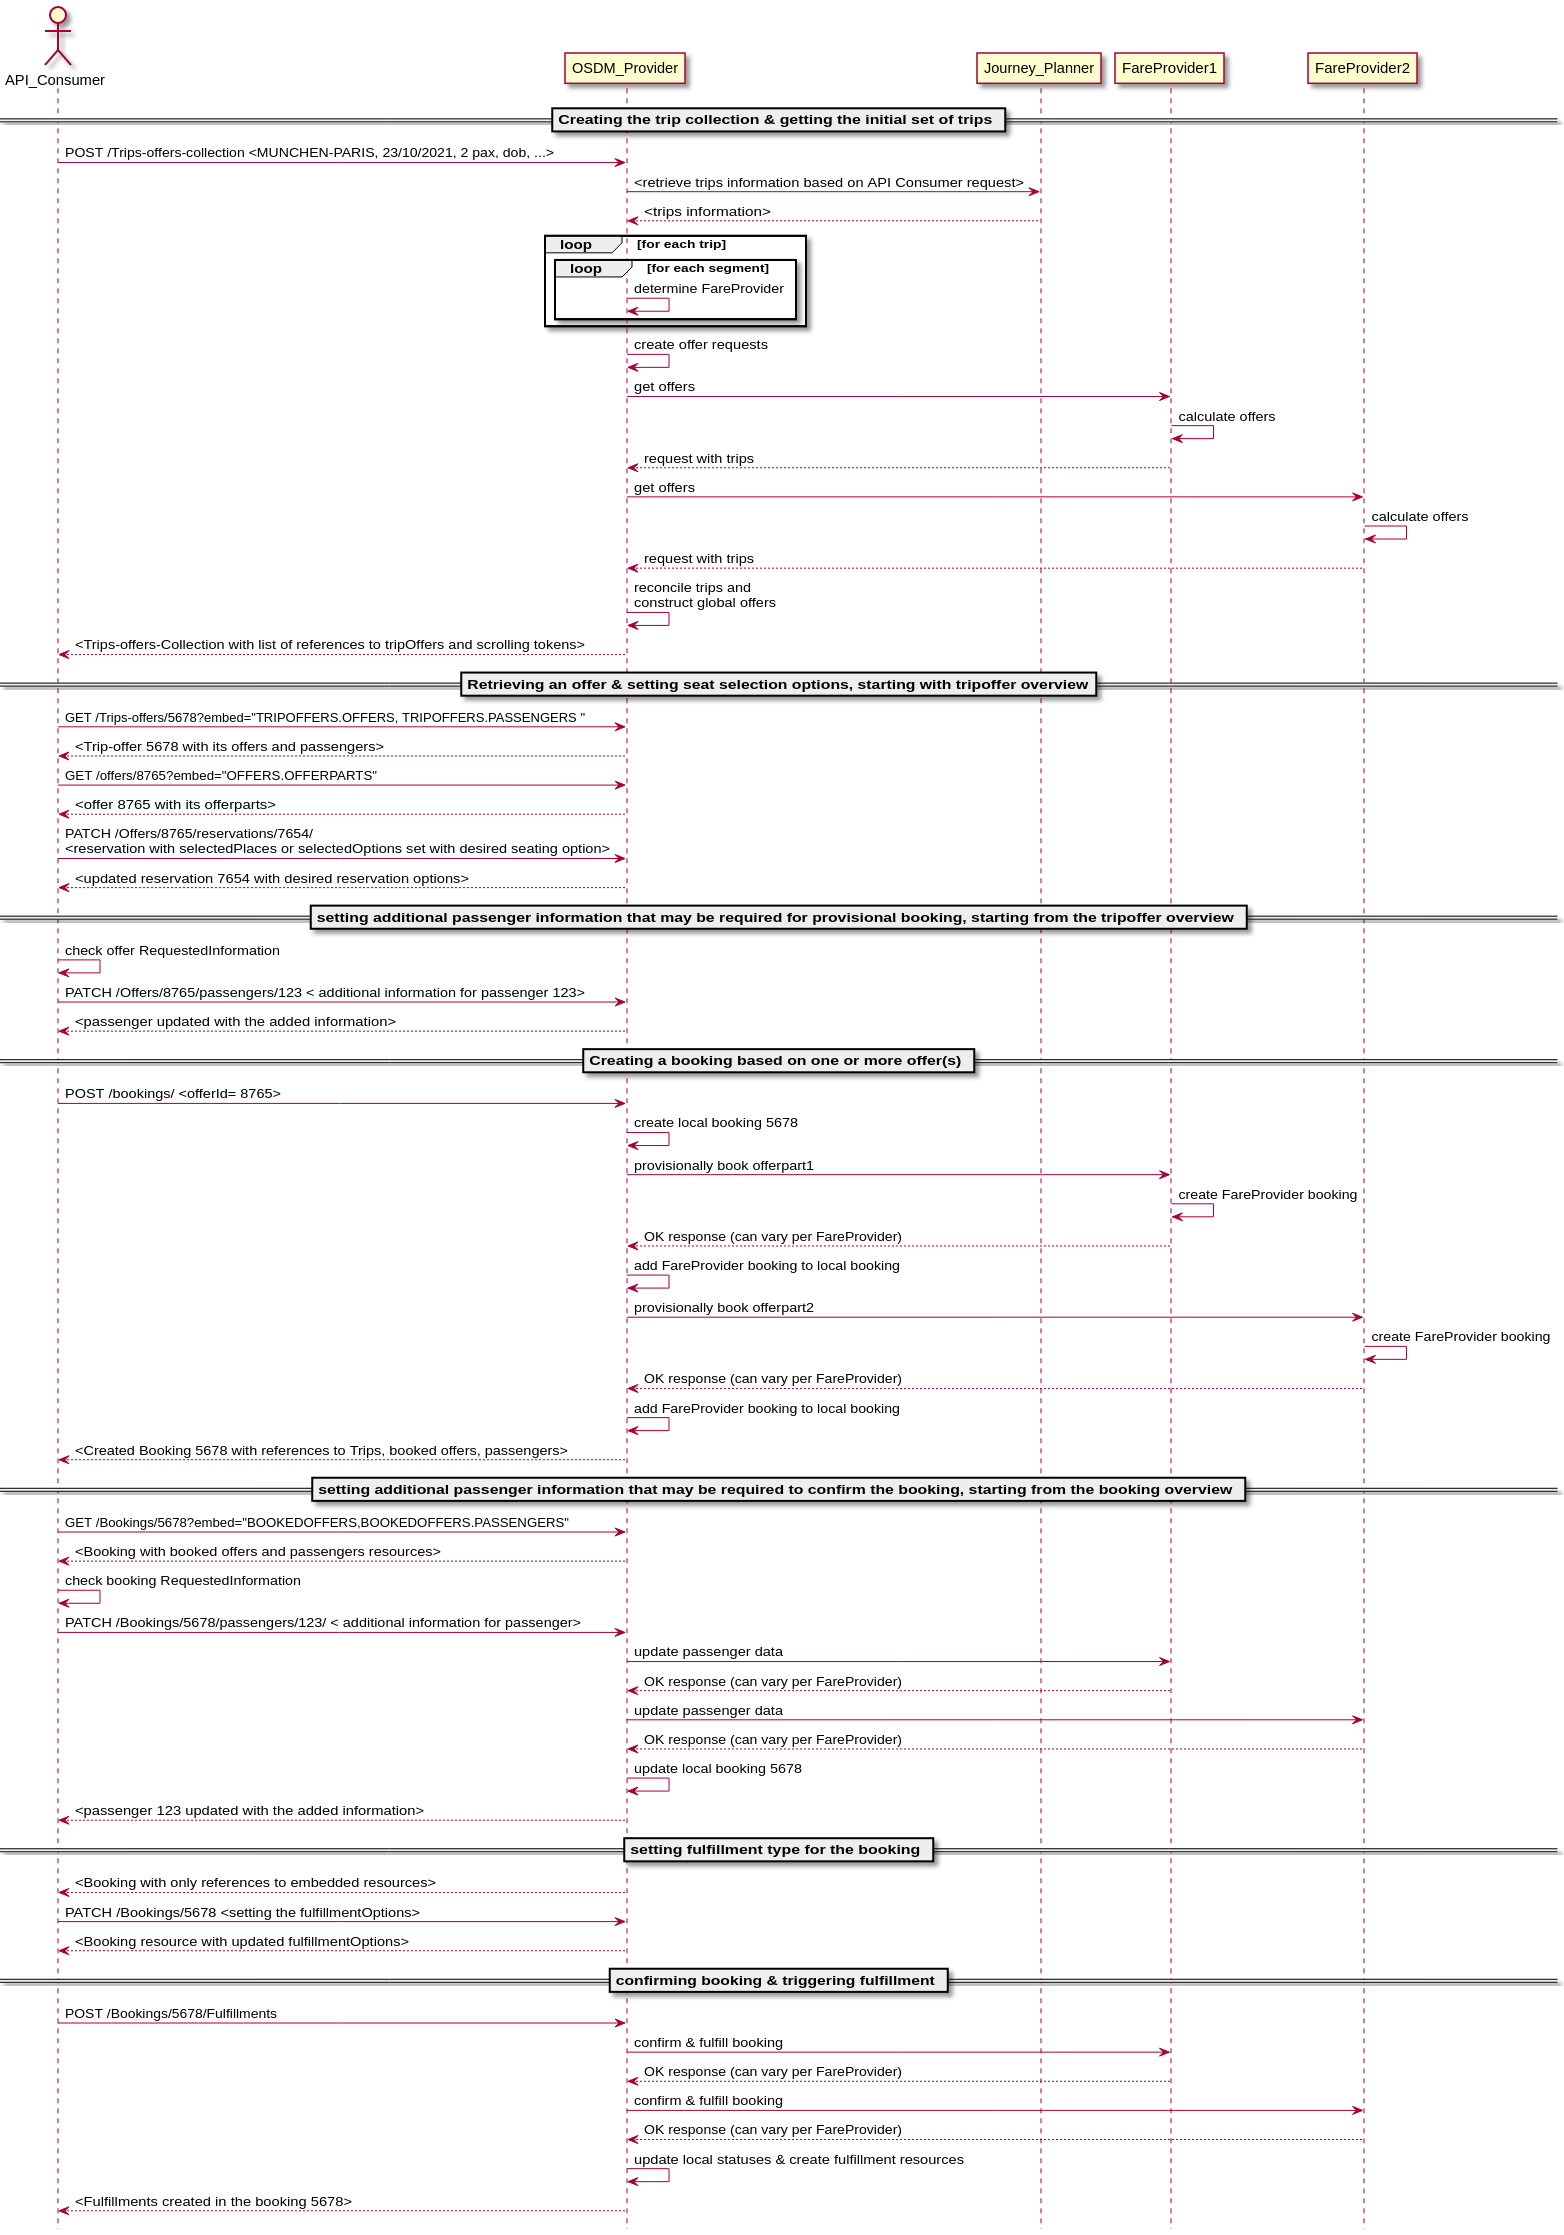 API_Consumer
OSDM_Provider
Journey_Planner
FareProvider1
FareProvider2
Creating the trip collection & getting the initial set of trips
POST /Trips-offers-collection <MUNCHEN-PARIS, 23/10/2021, 2 pax, dob, ...>
<retrieve trips information based on API Consumer request>
<trips information>
loop [for each trip]
loop [for each segment]
determine FareProvider
create offer requests
get offers
calculate offers
request with trips
get offers
calculate offers
request with trips
reconcile trips and
construct global offers
<Trips-offers-Collection with list of references to tripOffers and scrolling tokens>
Retrieving an offer & setting seat selection options, starting with tripoffer overview
GET /Trips-offers/5678?embed="TRIPOFFERS.OFFERS, TRIPOFFERS.PASSENGERS "
<Trip-offer 5678 with its offers and passengers>
GET /offers/8765?embed="OFFERS.OFFERPARTS"
<offer 8765 with its offerparts>
PATCH /Offers/8765/reservations/7654/
<reservation with selectedPlaces or selectedOptions set with desired seating option>
<updated reservation 7654 with desired reservation options>
setting additional passenger information that may be required for provisional booking, starting from the tripoffer overview
check offer RequestedInformation
PATCH /Offers/8765/passengers/123 < additional information for passenger 123>
<passenger updated with the added information>
Creating a booking based on one or more offer(s)
POST /bookings/ <offerId= 8765>
create local booking 5678
provisionally book offerpart1
create FareProvider booking
OK response (can vary per FareProvider)
add FareProvider booking to local booking
provisionally book offerpart2
create FareProvider booking
OK response (can vary per FareProvider)
add FareProvider booking to local booking
<Created Booking 5678 with references to Trips, booked offers, passengers>
setting additional passenger information that may be required to confirm the booking, starting from the booking overview
GET /Bookings/5678?embed="BOOKEDOFFERS,BOOKEDOFFERS.PASSENGERS"
<Booking with booked offers and passengers resources>
check booking RequestedInformation
PATCH /Bookings/5678/passengers/123/ < additional information for passenger>
update passenger data
OK response (can vary per FareProvider)
update passenger data
OK response (can vary per FareProvider)
update local booking 5678
<passenger 123 updated with the added information>
setting fulfillment type for the booking
<Booking with only references to embedded resources>
PATCH /Bookings/5678 <setting the fulfillmentOptions>
<Booking resource with updated fulfillmentOptions>
confirming booking & triggering fulfillment
POST /Bookings/5678/Fulfillments
confirm & fulfill booking
OK response (can vary per FareProvider)
confirm & fulfill booking
OK response (can vary per FareProvider)
update local statuses & create fulfillment resources
<Fulfillments created in the booking 5678>